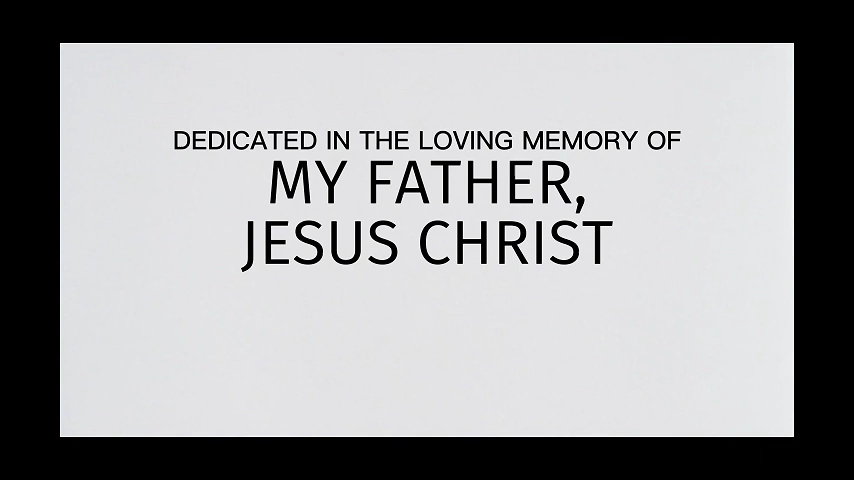 DEDICATED IN THE LOVING MEMORY OF
MY FATHER,
JESUS CHRIST